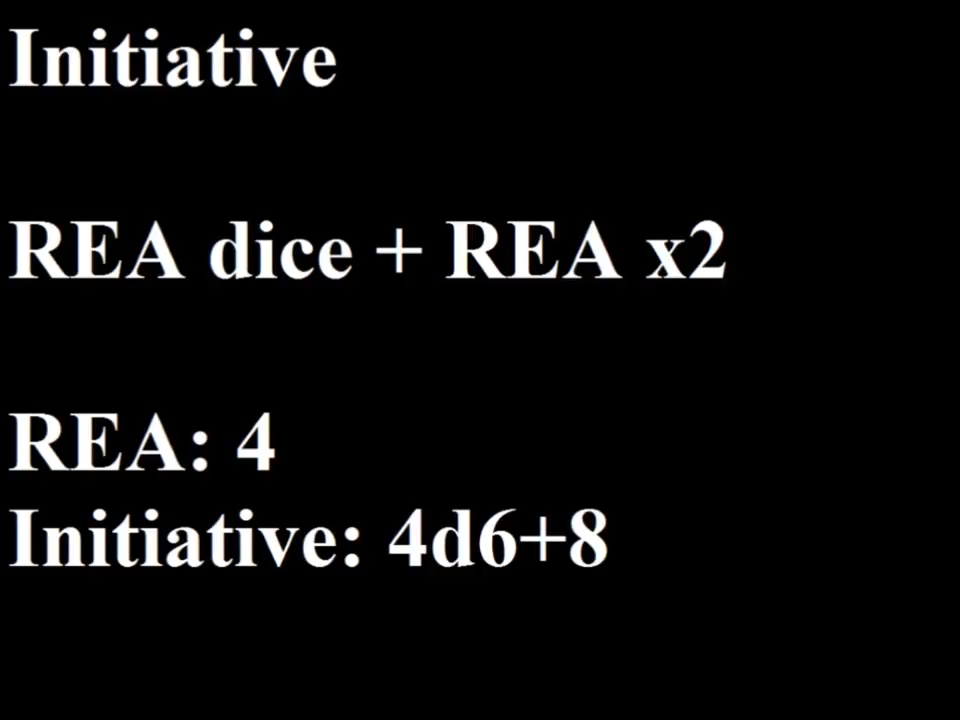 Initiative
REA dice + REA x2
REA: 4
Initiative: 4d6+8